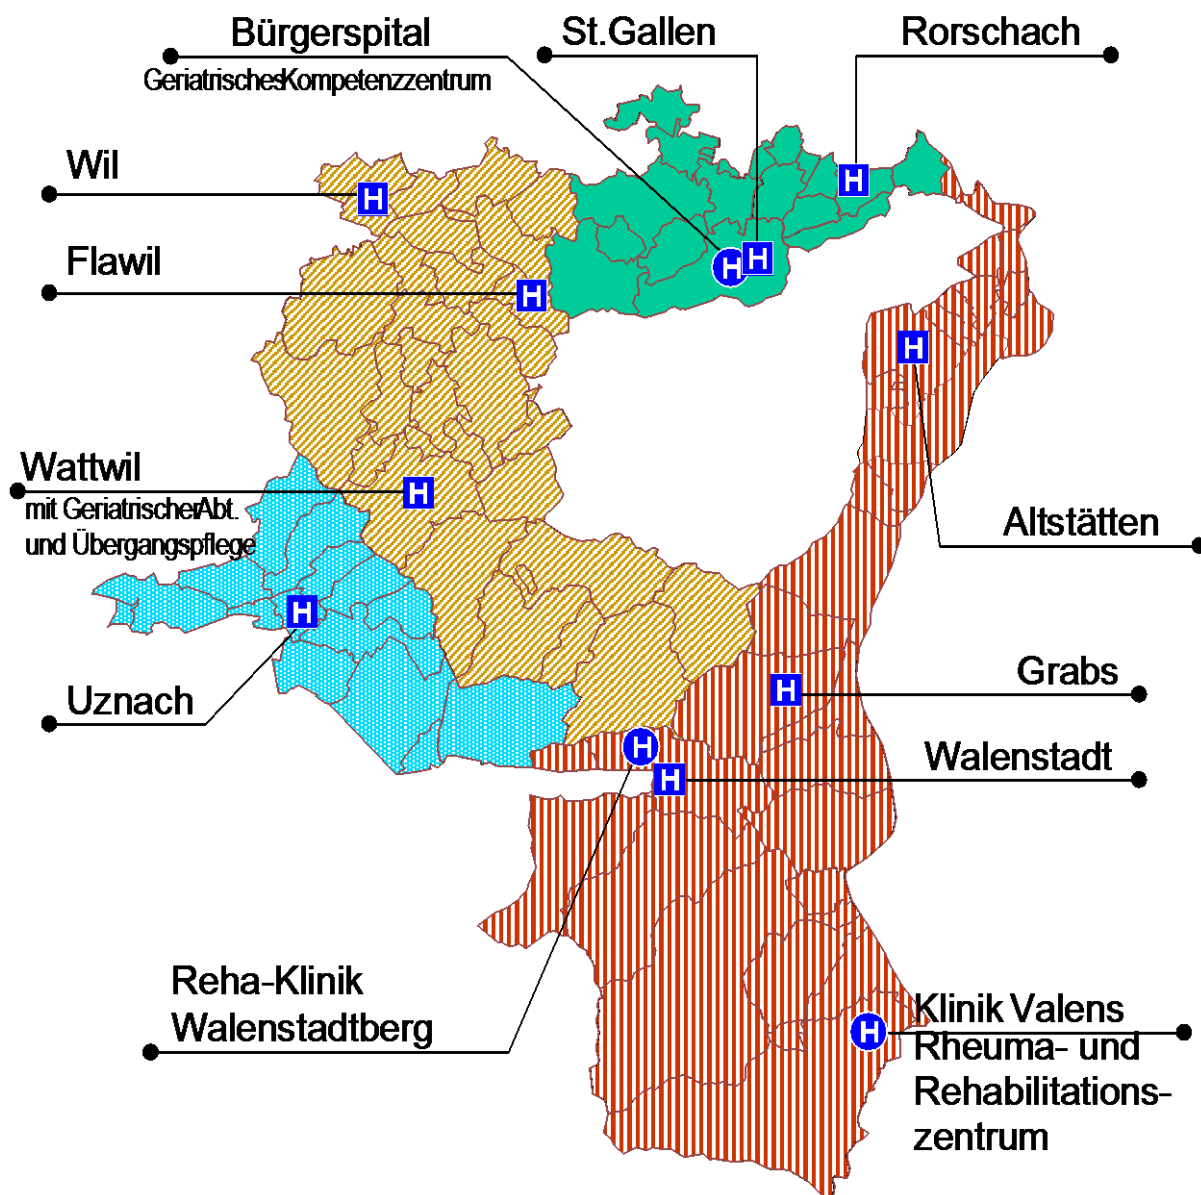 Bürgerspital
GeriatrischesKompetenzzentrum
St.Gallen
Rorschach
Wil
H
H
Flawil
H
H
H
H
Wattwil
mit GeriatrischerAbt.
und Übergangspflege
H
Altstätten
H
Uznach
Grabs
H
H
Walenstadt
H
Reha-Klinik
Walenstadtberg
H
Klinik Valens
Rheuma- und
Rehabilitations-
zentrum